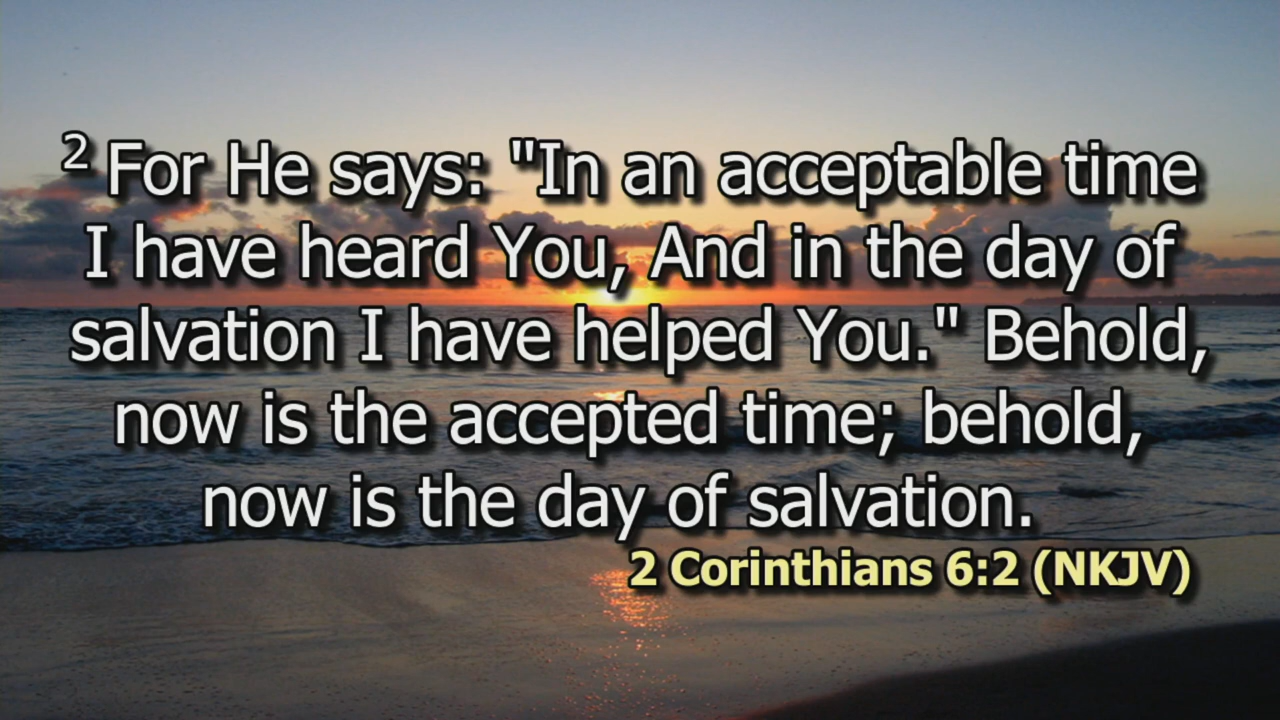 2 For He says: "In an acceptable time
I have heard You, And in the day of
salvation I have helped You." Behold,
now is the accepted time; behold,
now is the day of salvation.
2 Corinthians 6:2 (NKJV)